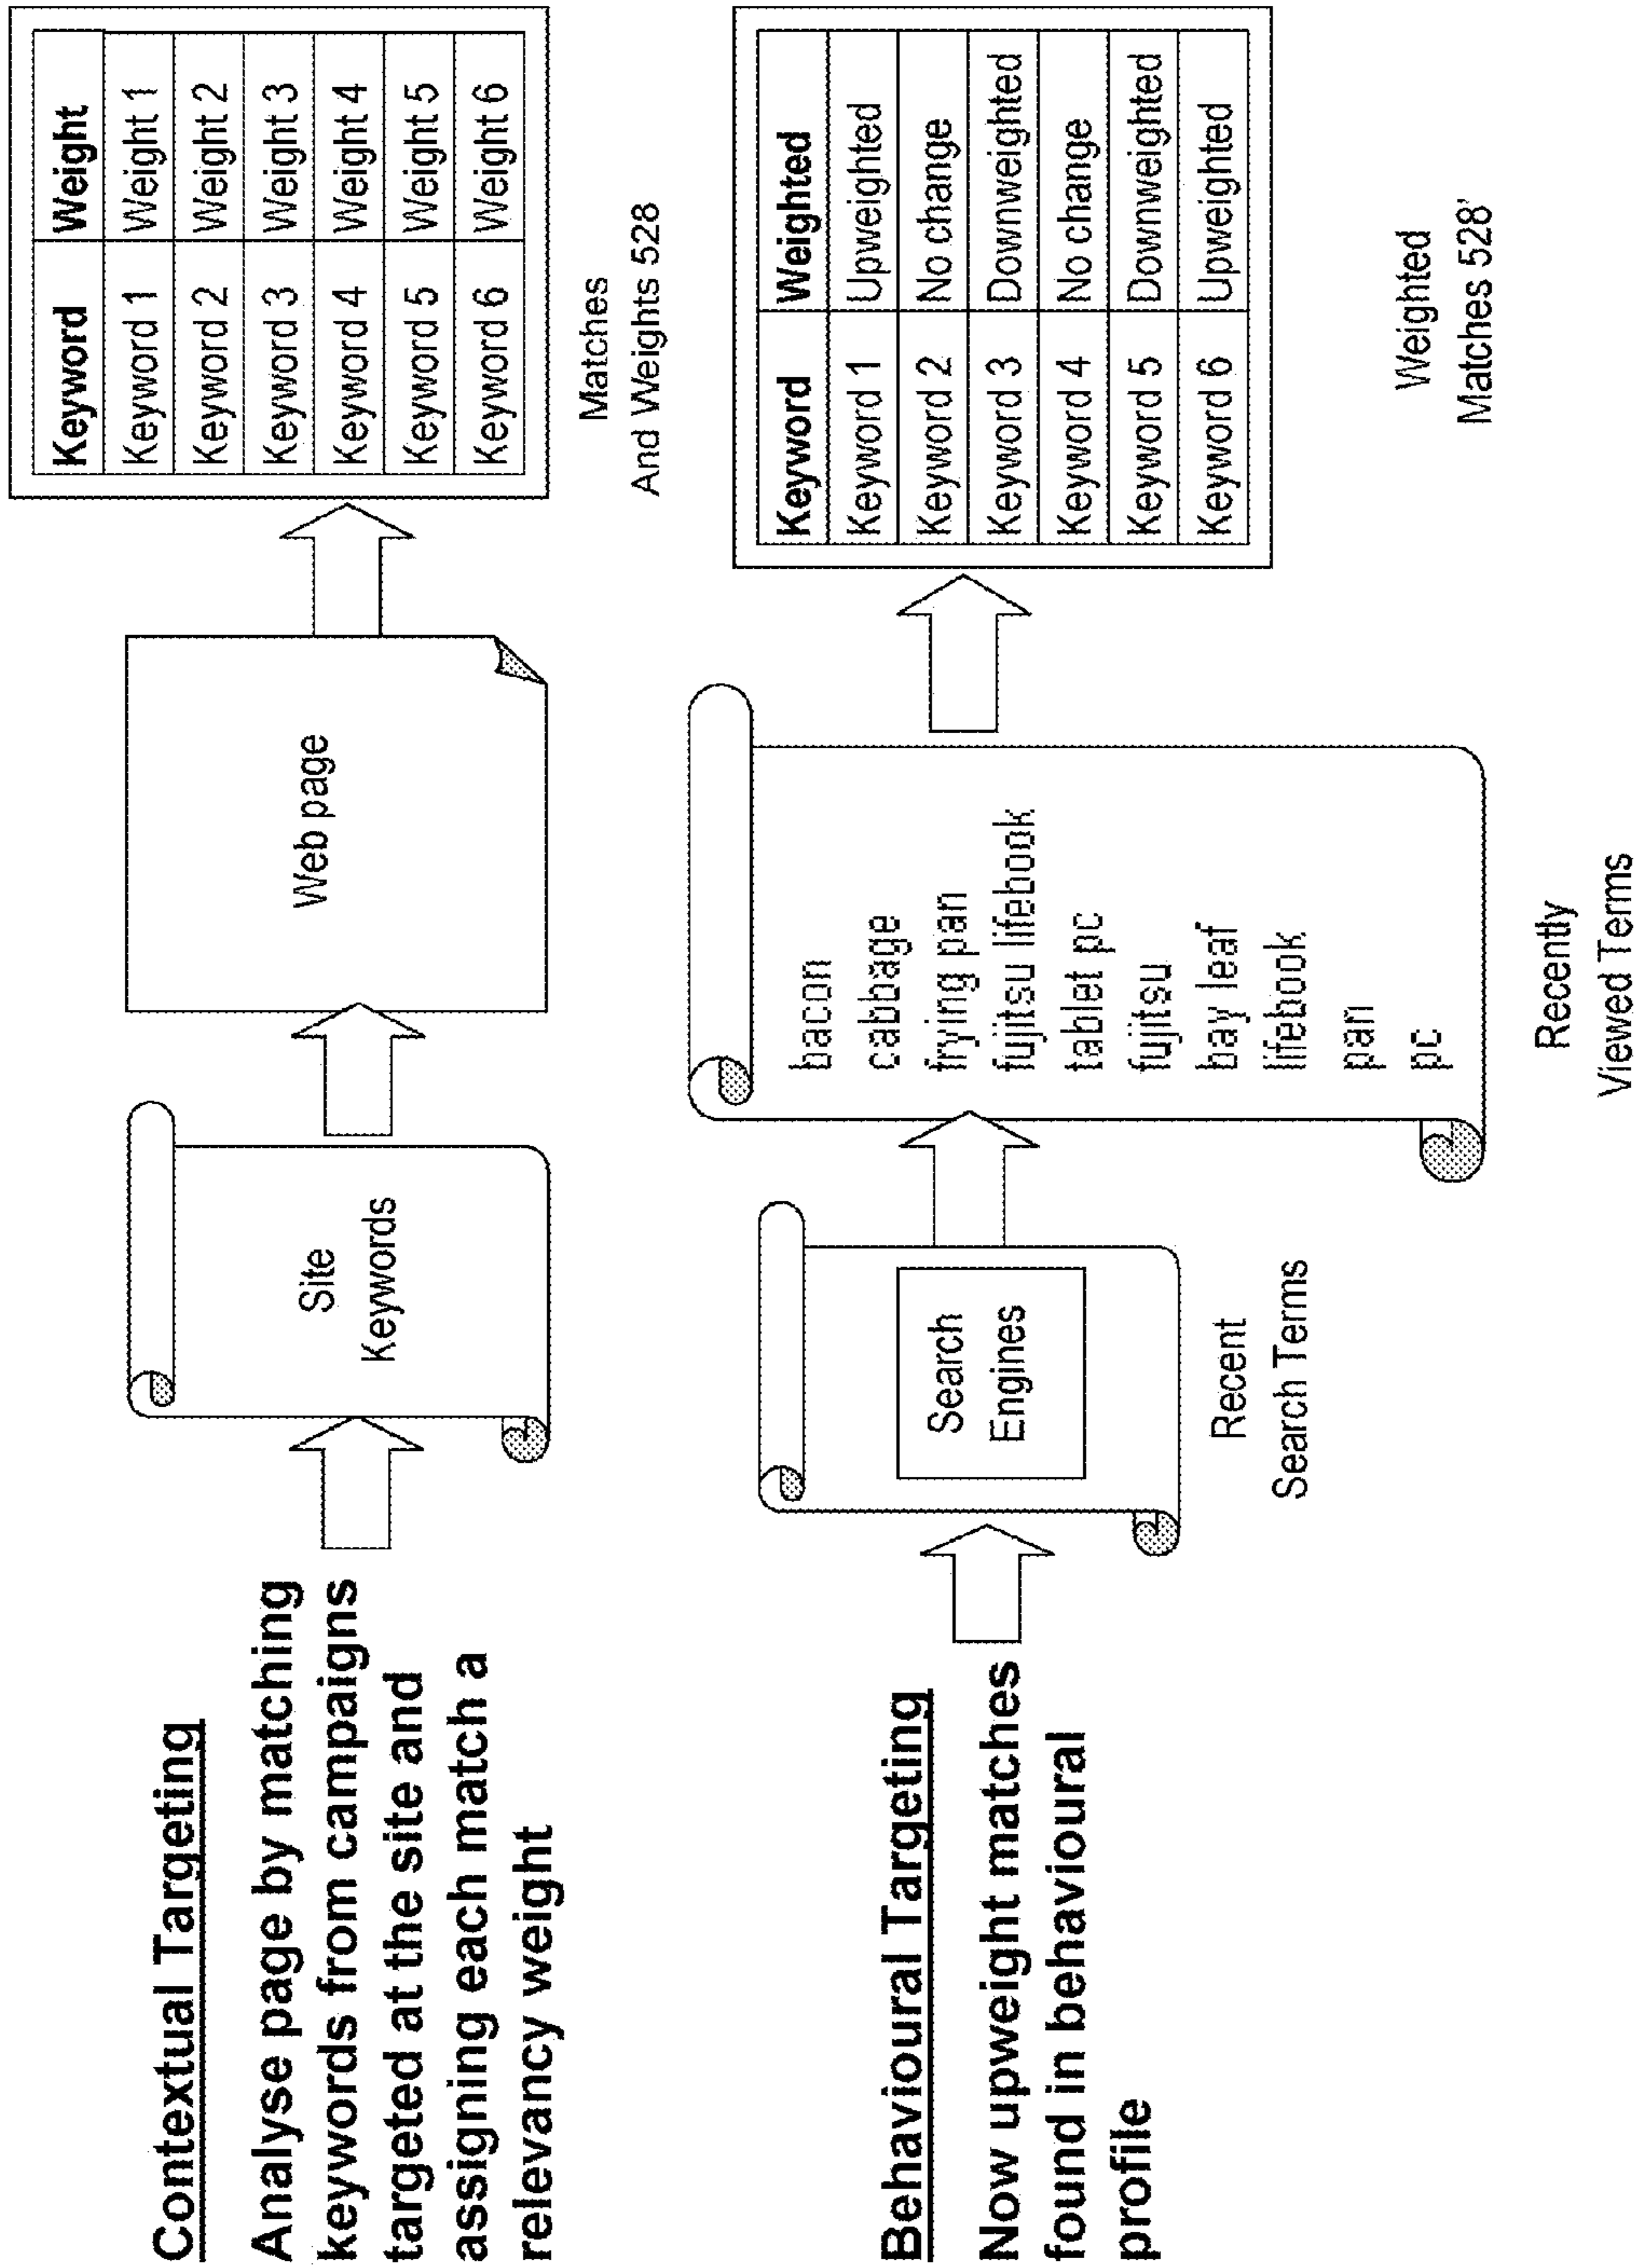 Contextual Targeting
Analyse page by matching
keywords from campaigns
targeted at the site and
assigning each match a
relevancy weight
Site
Keywords
Web page
Keyword Weight
Keyword 1 Weight 1
Keyword 2 Weight 2
Keyword 3 Weight 3
Keyword 4 Weight 4
Keyword 5 Weight 5
Keyword 6 Weight 6
Matches
And Weights 528
Behavioural Targeting
Now upweight matches
found in behavioural
profile
Search
Engines
Recent
Search Terms
bacon
cabbage
frying pan
fujitsu lifebook
tablet pc
fujitsu
bay leaf
lifebook
pan
pc
Recently
Viewed Terms
Keyword Weighted
Keyword 1 Upweighted
Keyword 2 No change
Keyword 3 Downweighted
Keyword 4 No change
Keyword 5 Downweighted
Keyword 6 Upweighted
Weighted
Matches 528'